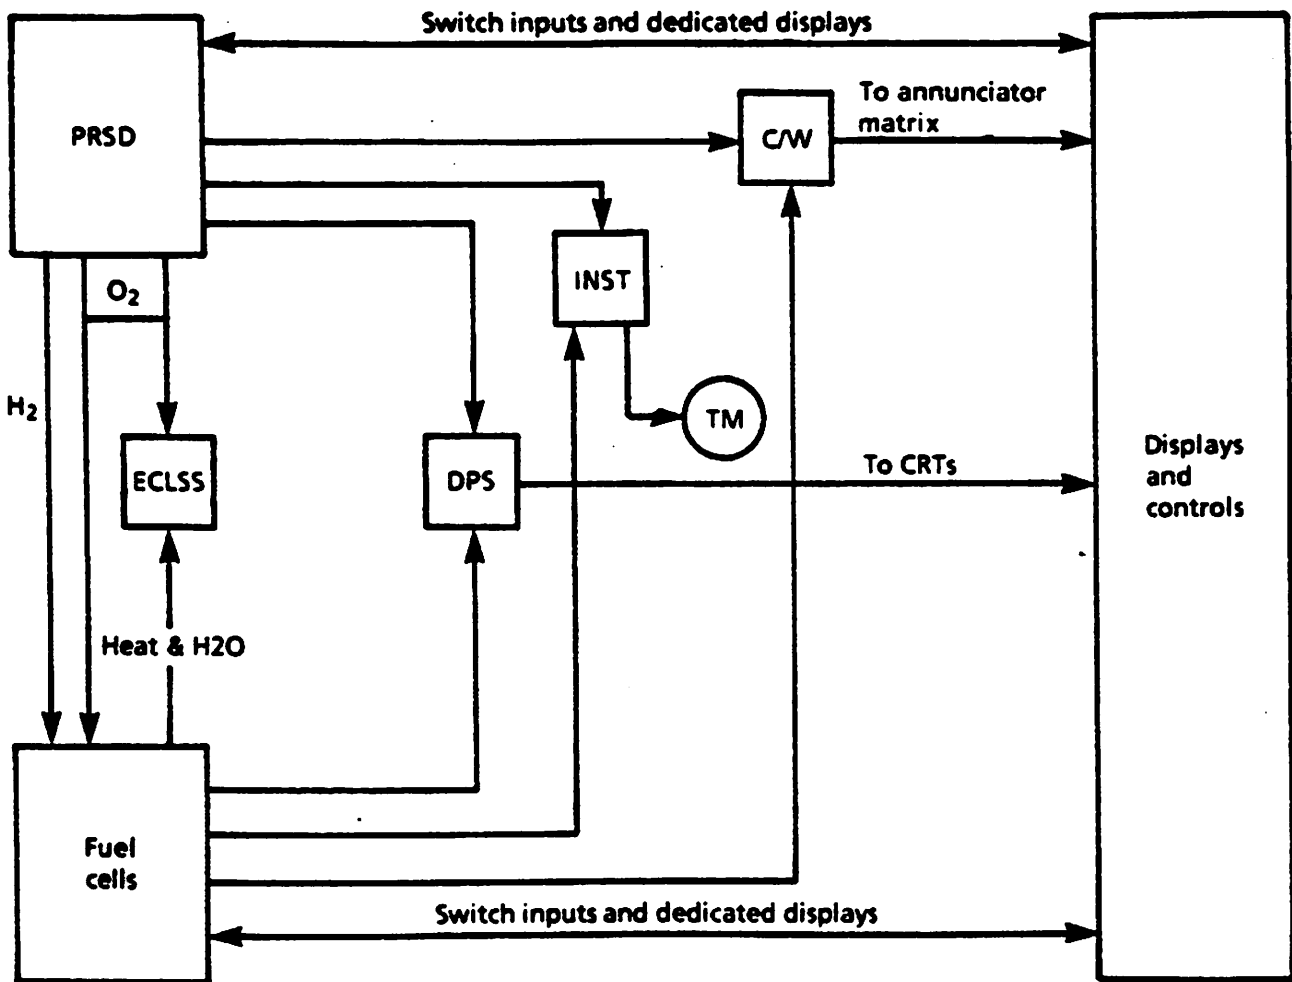 Switch inputs and dedicated displays
PRSD
To annunciator
matrix
C/W
O₂
INST
H₂
TM
ECLSS
DPS
To CRTs
Displays
and
controls
Heat & H2O
Fuel
cells
Switch inputs and dedicated displays